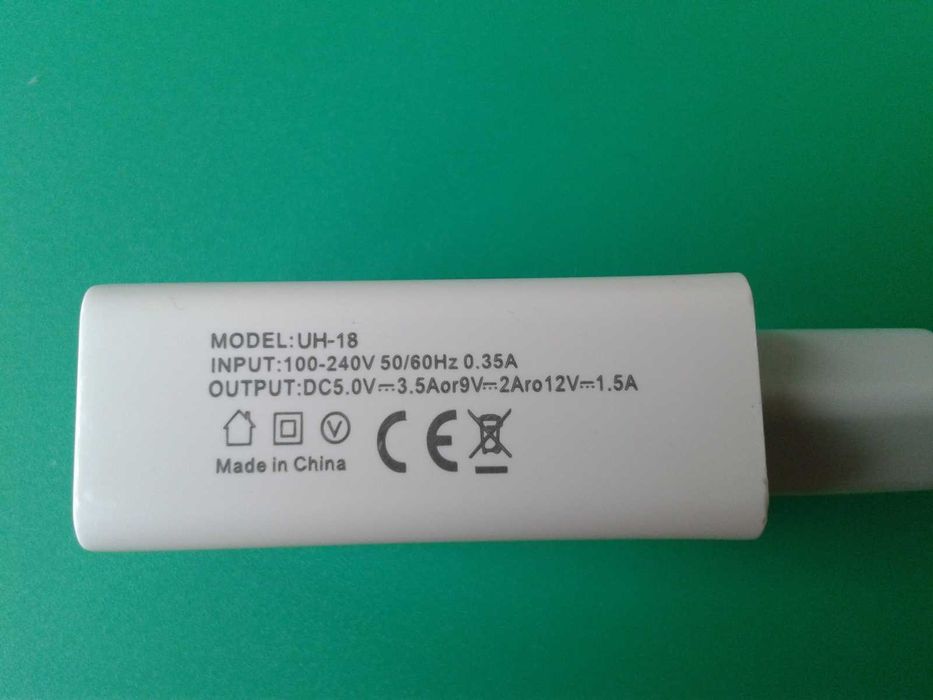 MODEL:UH-18
INPUT:100-240V 50/60Hz 0.35A
OUTPUT:DC5.0V⎓3.5Aor9V⎓2Aro12V⎓1.5A
V CE
Made in China